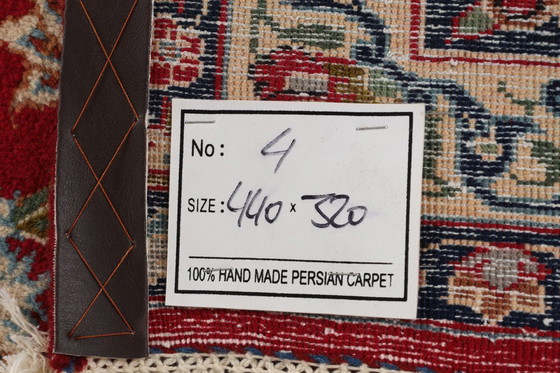 No: 4
SIZE: 440 x 320
100% HAND MADE PERSIAN CARPET